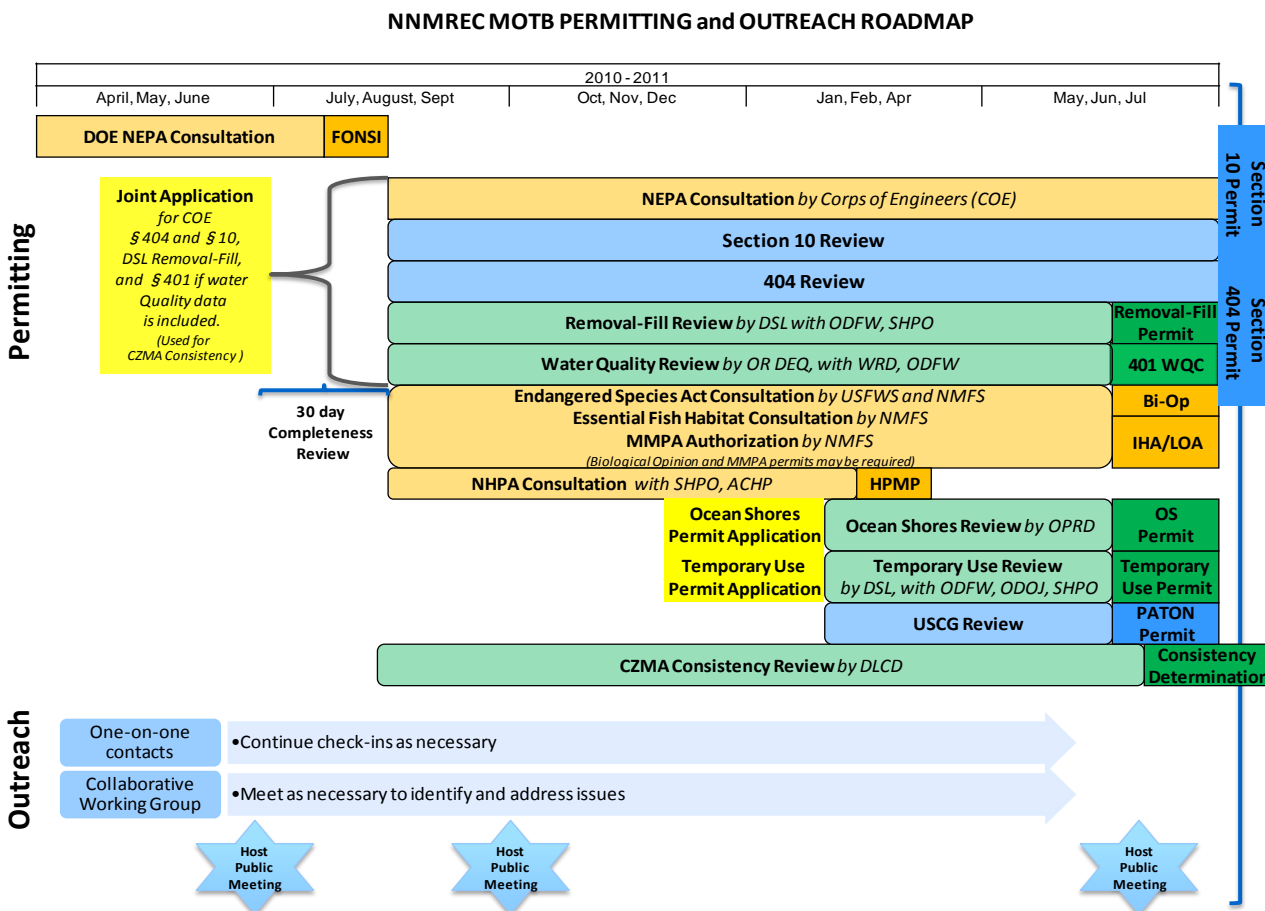 NNMREC MOTB PERMITTING and OUTREACH ROADMAP
2010 - 2011
April, May, June
July, August, Sept
Oct, Nov, Dec
Jan, Feb, Apr
May, Jun, Jul
Permitting
DOE NEPA Consultation
FONSI
Joint Application
for COE
§ 404 and § 10,
DSL Removal-Fill,
and § 401 if water
Quality data
is included.
(Used for
CZMA Consistency )
30 day
Completeness
Review
NEPA Consultation by Corps of Engineers (COE)
Section 10 Review
404 Review
Section
10 Permit
Section
404 Permit
Removal-Fill Review by DSL with ODFW, SHPO
Removal-Fill
Permit
Water Quality Review by OR DEQ, with WRD, ODFW
401 WQC
Endangered Species Act Consultation by USFWS and NMFS
Essential Fish Habitat Consultation by NMFS
MMPA Authorization by NMFS
(Biological Opinion and MMPA permits may be required)
Bi-Op
IHA/LOA
NHPA Consultation with SHPO, ACHP
HPMP
Ocean Shores
Permit Application
Ocean Shores Review by OPRD
OS
Permit
Temporary Use
Permit Application
Temporary Use Review
by DSL, with ODFW, ODOJ, SHPO
Temporary
Use Permit
USCG Review
PATON
Permit
CZMA Consistency Review by DLCD
Consistency
Determination
Outreach
One-on-one
contacts
•Continue check-ins as necessary
Collaborative
Working Group
•Meet as necessary to identify and address issues
Host
Public
Meeting
Host
Public
Meeting
Host
Public
Meeting